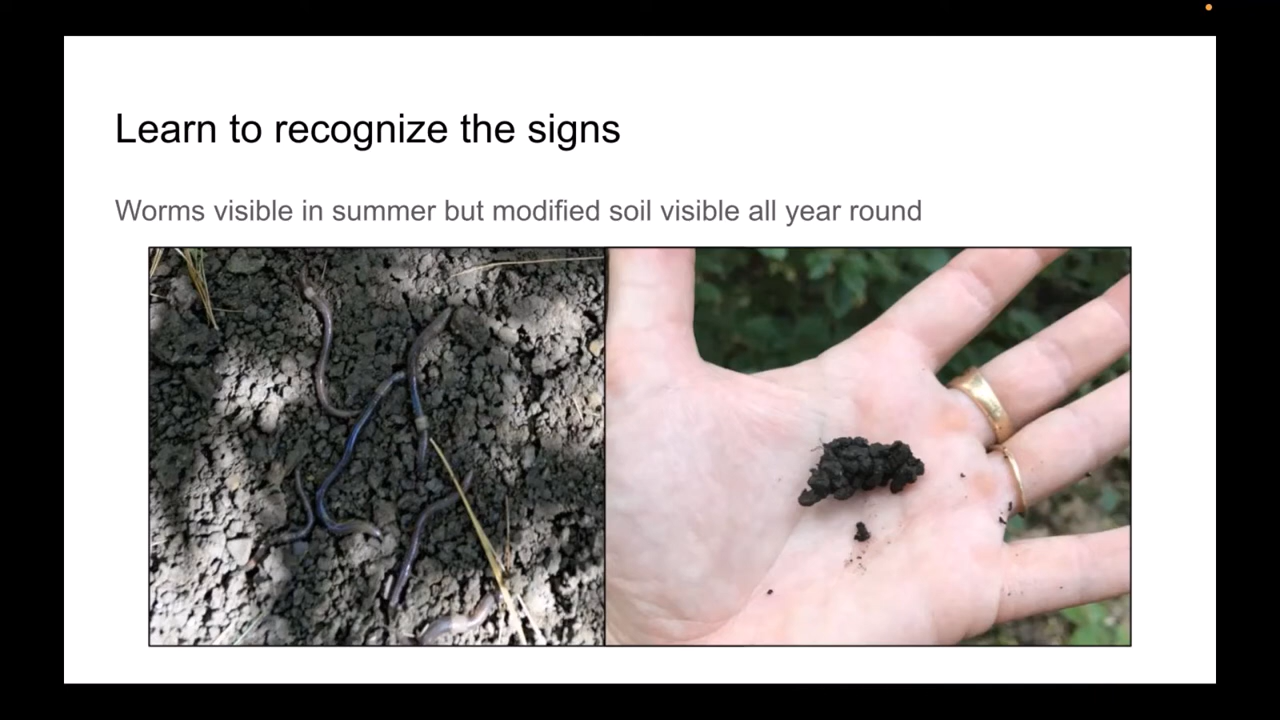 Learn to recognize the signs
Worms visible in summer but modified soil visible all year round